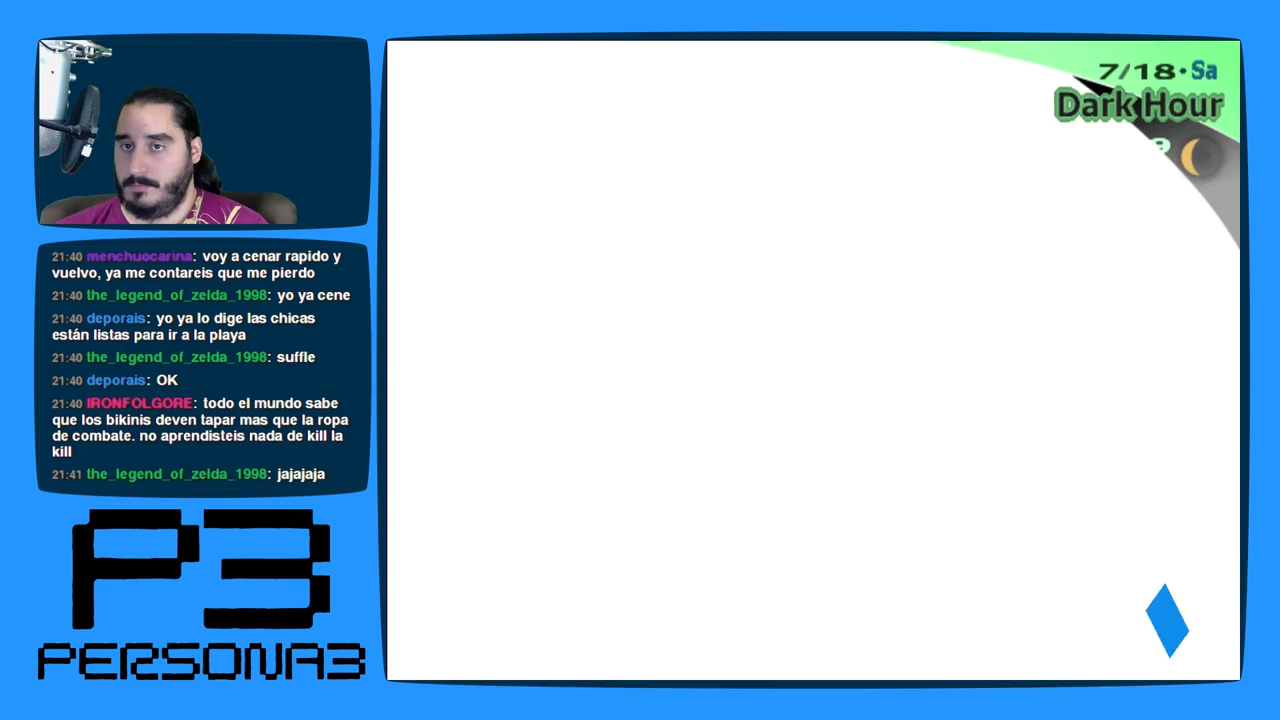 7/18·Sa
Dark Hour
21:40 menchuocarina: voy a cenar rapido y
vuelvo, ya me contareis que me pierdo
21:40 the_legend_of_zelda_1998: yo ya cene
21:40 deporais: yo ya lo dige las chicas
están listas para ir a la playa
21:40 the_legend_of_zelda_1998: suffle
21:40 deporais: OK
21:40 IRONFOLGORE: todo el mundo sabe
que los bikinis deven tapar mas que la ropa
de combate. no aprendisteis nada de kill la
kill
21:41 the_legend_of_zelda_1998: jajajaja
P3
PERSONA3